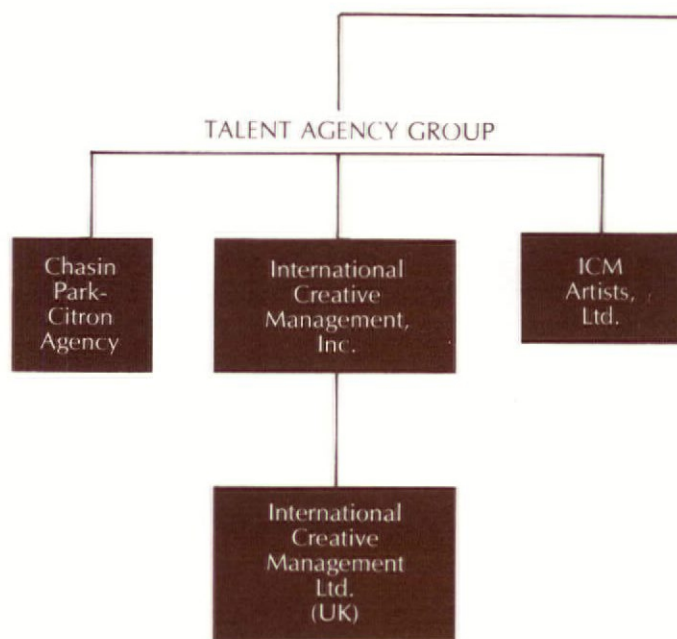 TALENT AGENCY GROUP
Chasin
Park-
Citron
Agency
International
Creative
Management,
Inc.
ICM
Artists,
Ltd.
International
Creative
Management
Ltd.
(UK)